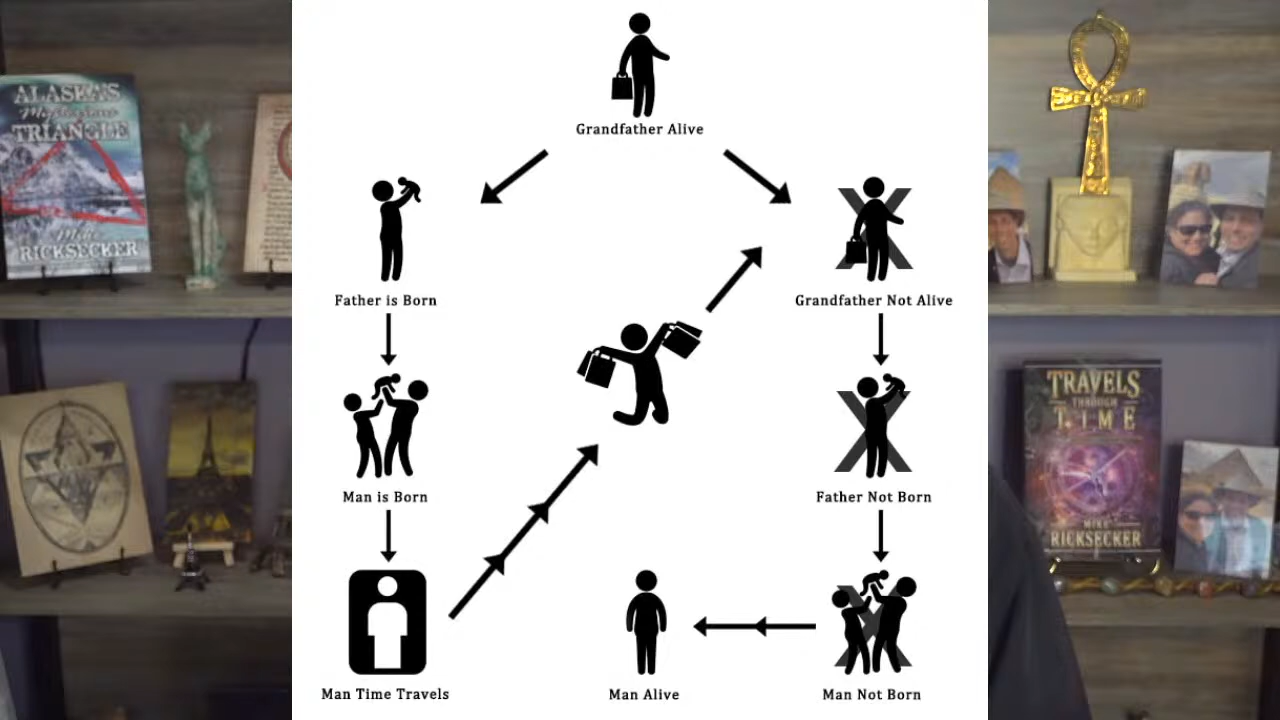 ALASKA'S
Mysterious
TRIANGLE
Mike
RICKSECKER
Grandfather Alive
Father is Born
Grandfather Not Alive
Man is Born
Father Not Born
Man Time Travels
Man Alive
Man Not Born
TRAVELS
THROUGH
TIME
MIKE
RICKSECKER